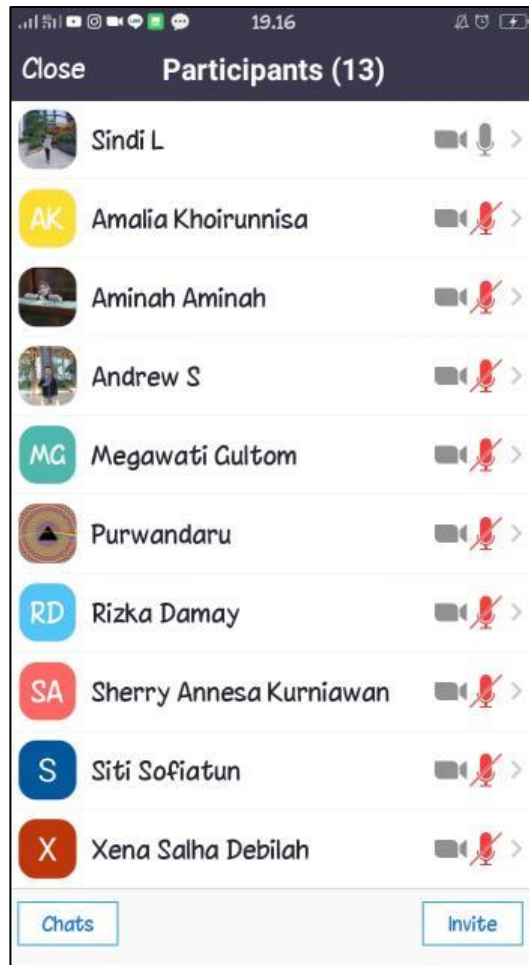 19.16
Close Participants (13)
Sindi L
AK Amalia Khoirunnisa
Aminah Aminah
Andrew S
MG Megawati Gultom
Purwandaru
RD Rizka Damay
SA Sherry Annesa Kurniawan
S Siti Sofiatun
X Xena Salha Debilah
Chats Invite